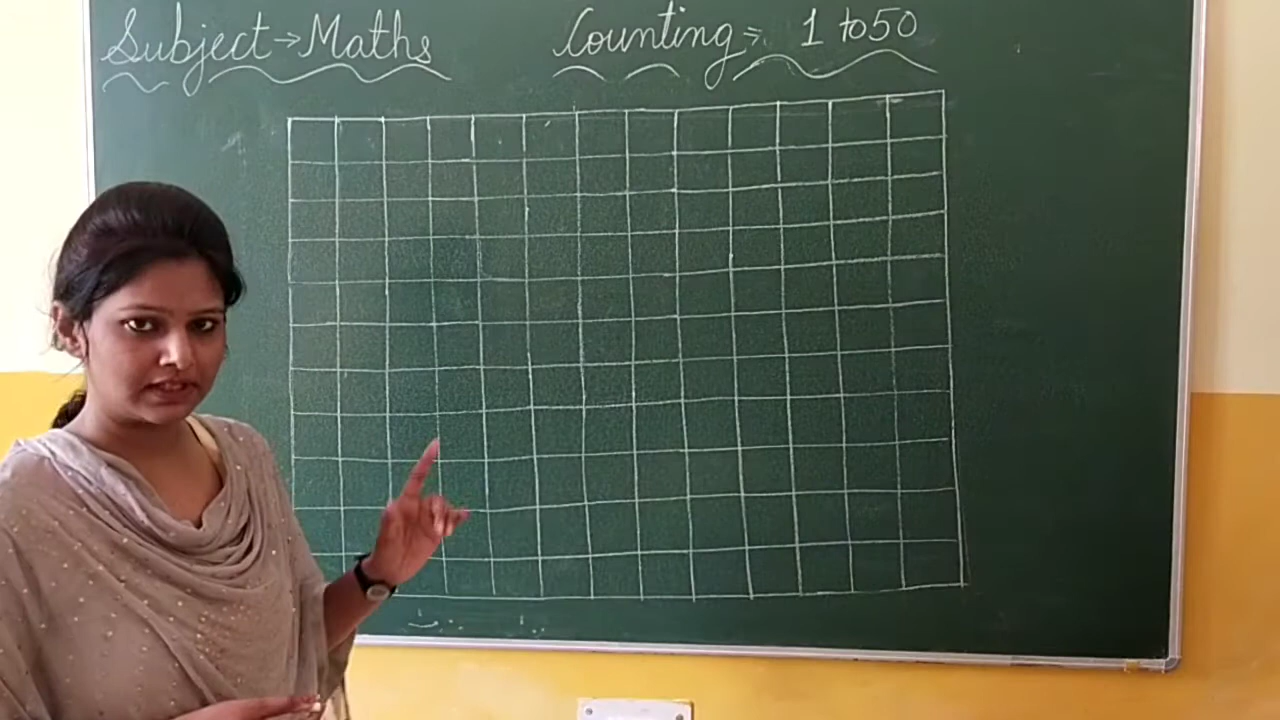 Subject → Maths
Counting = 1 to 50